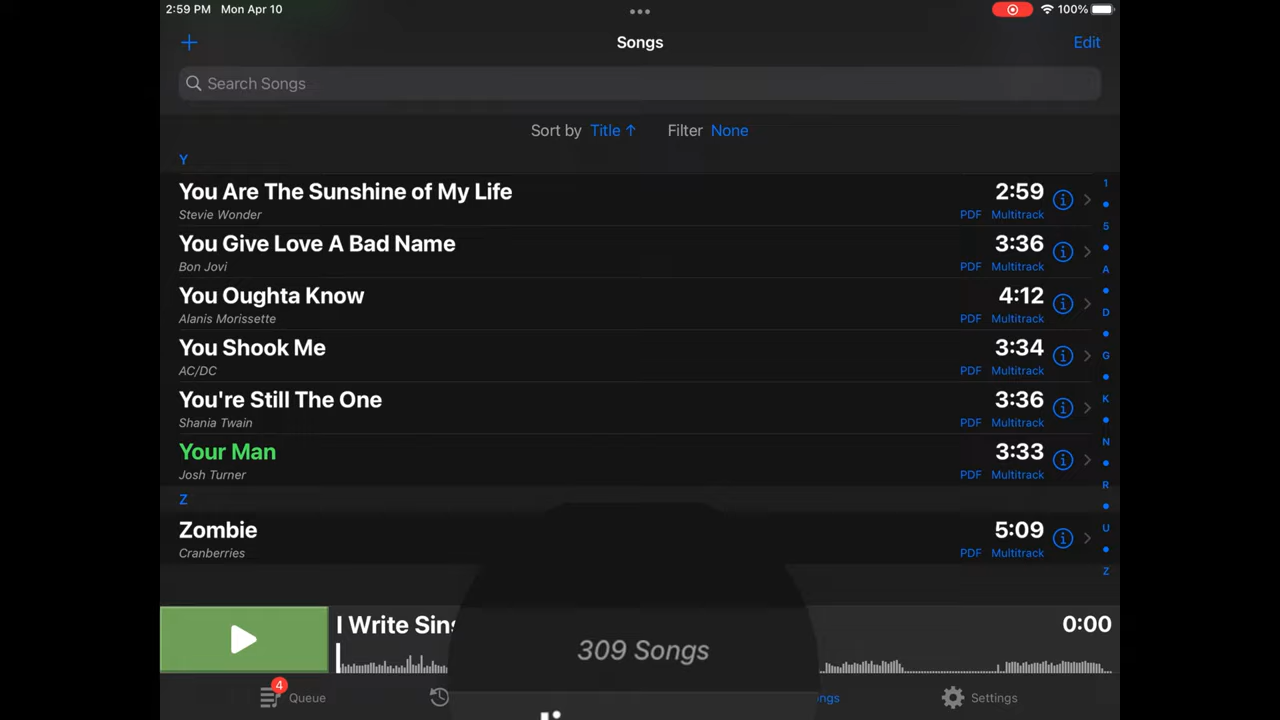 2:59 PM Mon Apr 10
100%
Songs
Edit
Search Songs
Sort by Title ↑ Filter None
Y
You Are The Sunshine of My Life 2:59
Stevie Wonder PDF Multitrack
You Give Love A Bad Name 3:36
Bon Jovi PDF Multitrack
You Oughta Know 4:12
Alanis Morissette PDF Multitrack
You Shook Me 3:34
AC/DC PDF Multitrack
You're Still The One 3:36
Shania Twain PDF Multitrack
Your Man 3:33
Josh Turner PDF Multitrack
Z
Zombie 5:09
Cranberries PDF Multitrack
1
5
A
D
G
K
N
R
U
Z
I Write 0:00
309 Songs
4
Queue
Settings